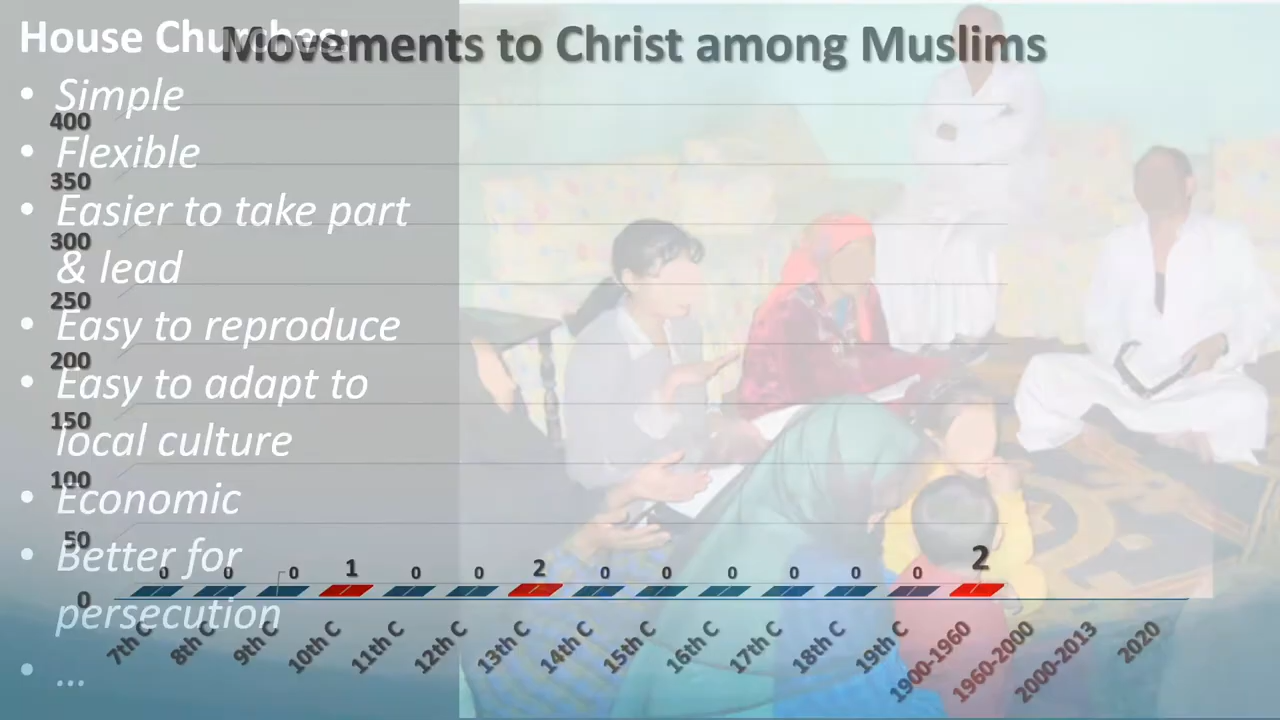 House Churches:
• Simple
• Flexible
• Easier to take part
& lead
• Easy to reproduce
• Easy to adapt to
local culture
• Economic
• Better for
persecution
• ...
Movements to Christ among Muslims
400
350
300
250
200
150
100
50
0
0 0 0 1 0 0 2 0 0 0 0 0 0 2
7th C 8th C 9th C 10th C 11th C 12th C 13th C 14th C 15th C 16th C 17th C 18th C 19th C 1900-1960 1960-2000 2000-2013 2020